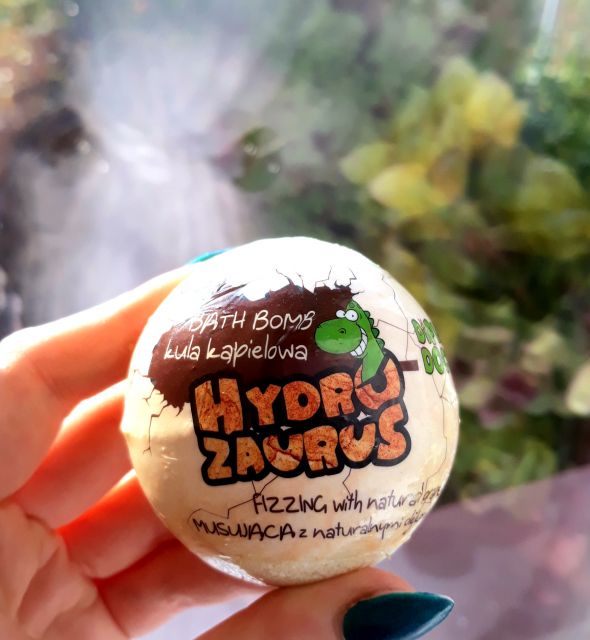 BATH BOMB
kula kąpielowa
HYDRO
ZAURUS
FIZZING with natural
MUSUJĄCA z naturalnymi